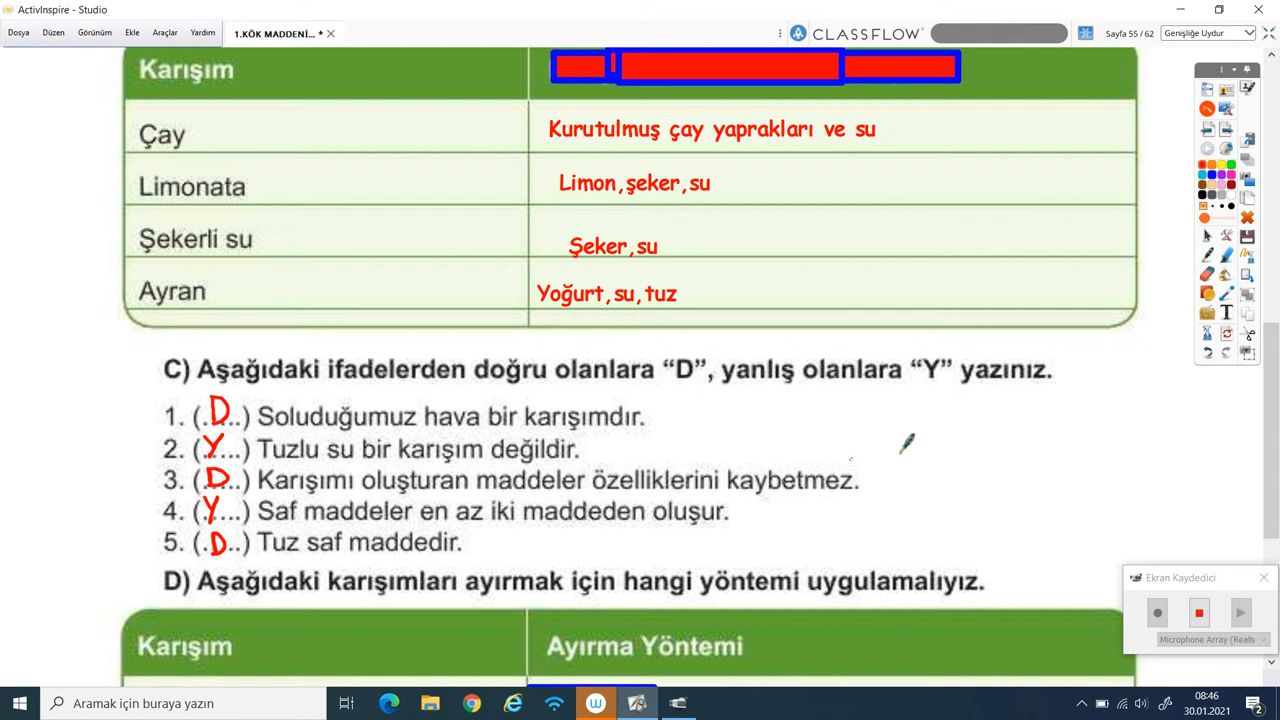 ActivInspire - Studio
Dosya Düzen Görünüm Ekle Araçlar Yardım
1.KÖK MADDENİ... *
CLASSFLOW
Sayfa 55 / 62
Genişliğe Uydur
Karışım
Çay Kurutulmuş çay yaprakları ve su
Limonata Limon,şeker,su
Şekerli su Şeker,su
Ayran Yoğurt,su,tuz
C) Aşağıdaki ifadelerden doğru olanlara “D”, yanlış olanlara “Y” yazınız.
1. (.D..) Soluduğumuz hava bir karışımdır.
2. (Y...) Tuzlu su bir karışım değildir.
3. (.D..) Karışımı oluşturan maddeler özelliklerini kaybetmez.
4. (Y...) Saf maddeler en az iki maddeden oluşur.
5. (.D..) Tuz saf maddedir.
D) Aşağıdaki karışımları ayırmak için hangi yöntemi uygulamalıyız.
Karışım Ayırma Yöntemi
Ekran Kaydedici
Microphone Array (Realt
Aramak için buraya yazın
08:46
30.01.2021
2